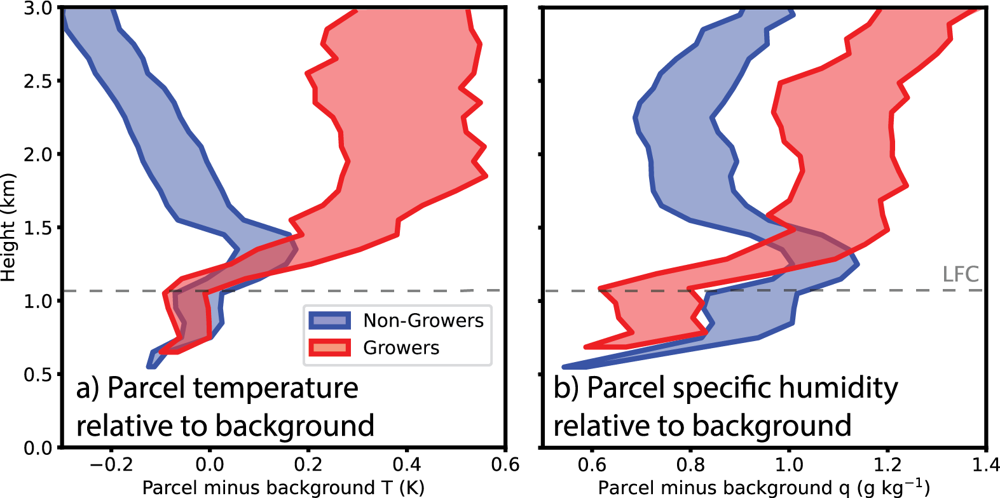 3.0
2.5
2.0
1.5
1.0
0.5
0.0
Height (km)
Non-Growers
Growers
a) Parcel temperature
relative to background
−0.2 0.0 0.2 0.4 0.6
Parcel minus background T (K)
LFC
b) Parcel specific humidity
relative to background
0.6 0.8 1.0 1.2 1.4
Parcel minus background q (g kg⁻¹)